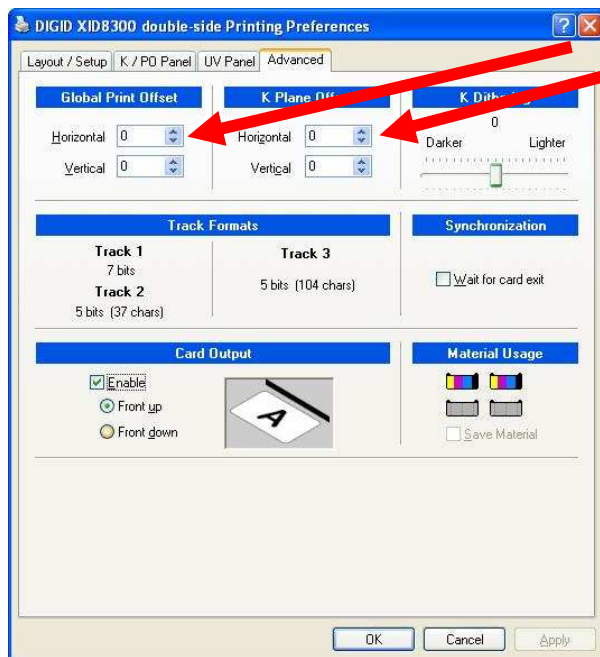 DIGID XID8300 double-side Printing Preferences
Layout / Setup K / PO Panel UV Panel Advanced
Global Print Offset
Horizontal 0
Vertical 0
K Plane
Horizontal 0
Vertical 0
K
0
Darker Lighter
Track Formats
Track 1
7 bits
Track 2
5 bits (37 chars)
Track 3
5 bits (104 chars)
Synchronization
Wait for card exit
Card Output
Enable
Front up
Front down
A
Material Usage
Save Material
OK Cancel Apply